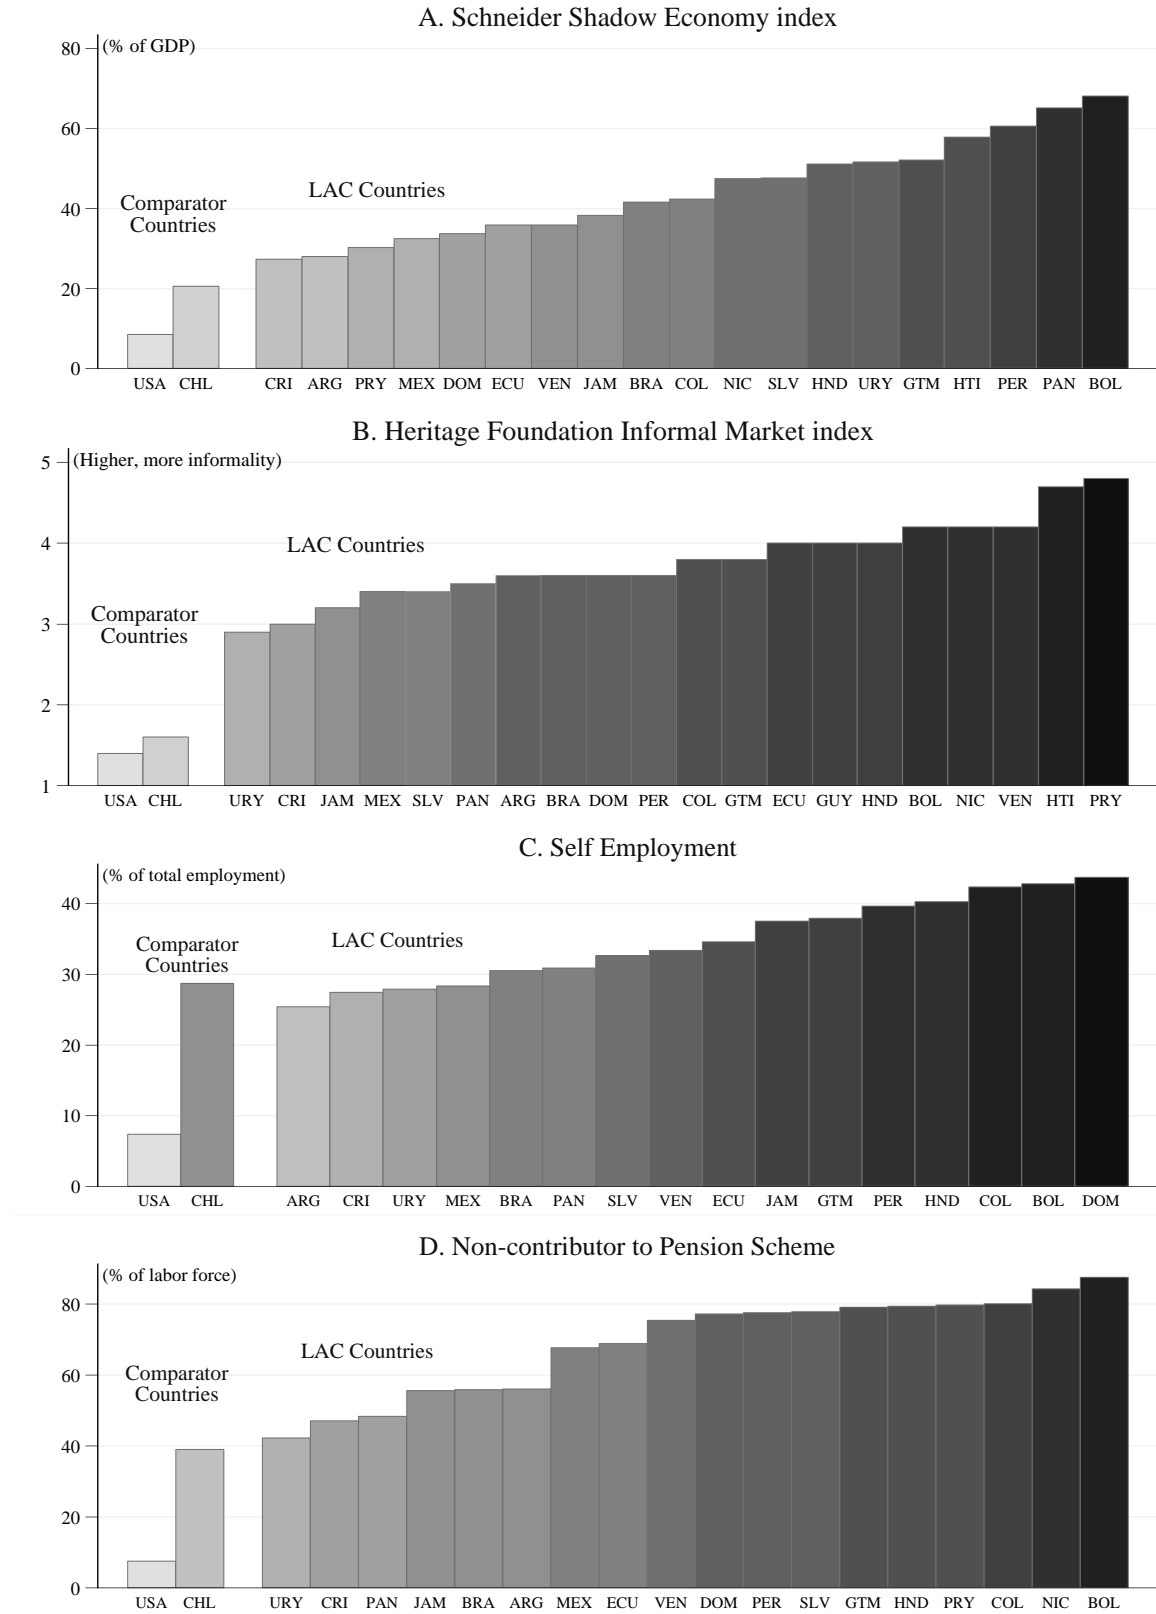 A. Schneider Shadow Economy index
(% of GDP)
80
60
40
20
0
Comparator
Countries
LAC Countries
USA CHL CRI ARG PRY MEX DOM ECU VEN JAM BRA COL NIC SLV HND URY GTM HTI PER PAN BOL
B. Heritage Foundation Informal Market index
(Higher, more informality)
5
4
3
2
1
Comparator
Countries
LAC Countries
USA CHL URY CRI JAM MEX SLV PAN ARG BRA DOM PER COL GTM ECU GUY HND BOL NIC VEN HTI PRY
C. Self Employment
(% of total employment)
40
30
20
10
0
Comparator
Countries
LAC Countries
USA CHL ARG CRI URY MEX BRA PAN SLV VEN ECU JAM GTM PER HND COL BOL DOM
D. Non-contributor to Pension Scheme
(% of labor force)
80
60
40
20
0
Comparator
Countries
LAC Countries
USA CHL URY CRI PAN JAM BRA ARG MEX ECU VEN DOM PER SLV GTM HND PRY COL NIC BOL